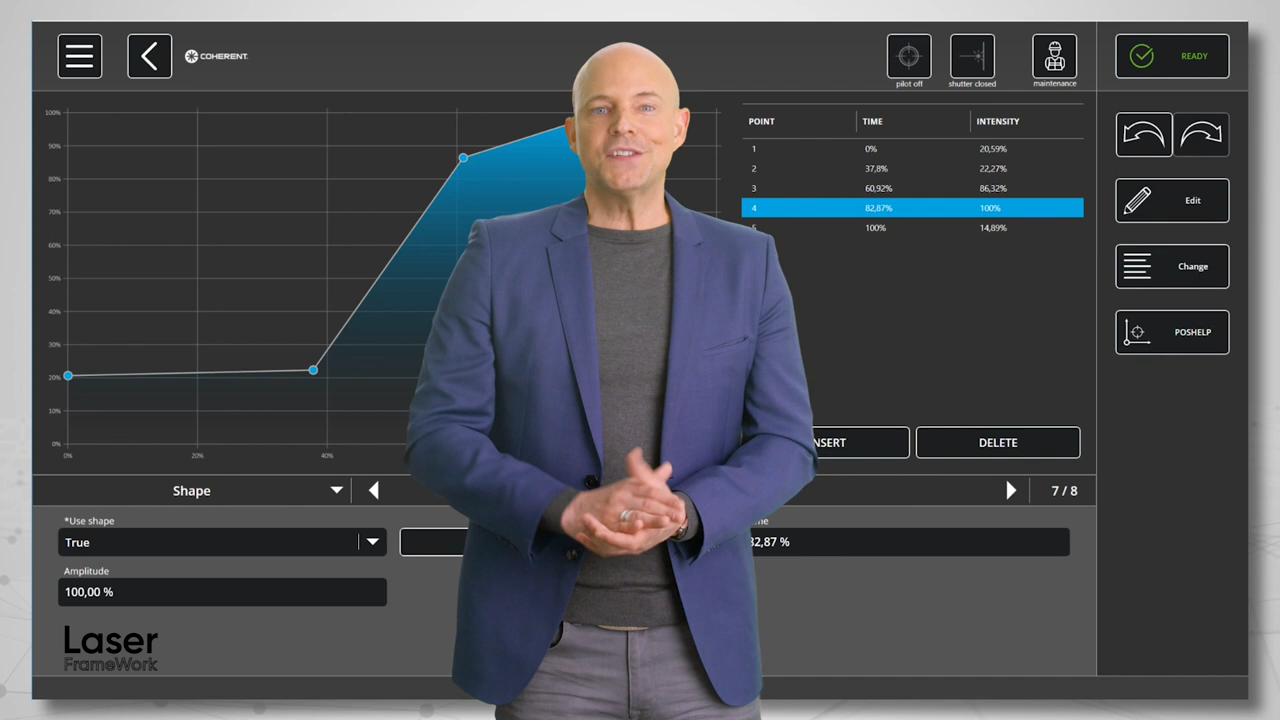 COHERENT
pilot off
shutter closed
maintenance
READY
100%
90%
80%
70%
60%
50%
40%
30%
20%
10%
0%
0%
20%
40%
POINT TIME INTENSITY
1 0% 20,59%
2 37,8% 22,27%
3 60,92% 86,32%
4 82,87% 100%
100% 14,89%
Edit
Change
POSHELP
DELETE
Shape
7 / 8
*Use shape
True
82,87 %
Amplitude
100,00 %
Laser
FrameWork